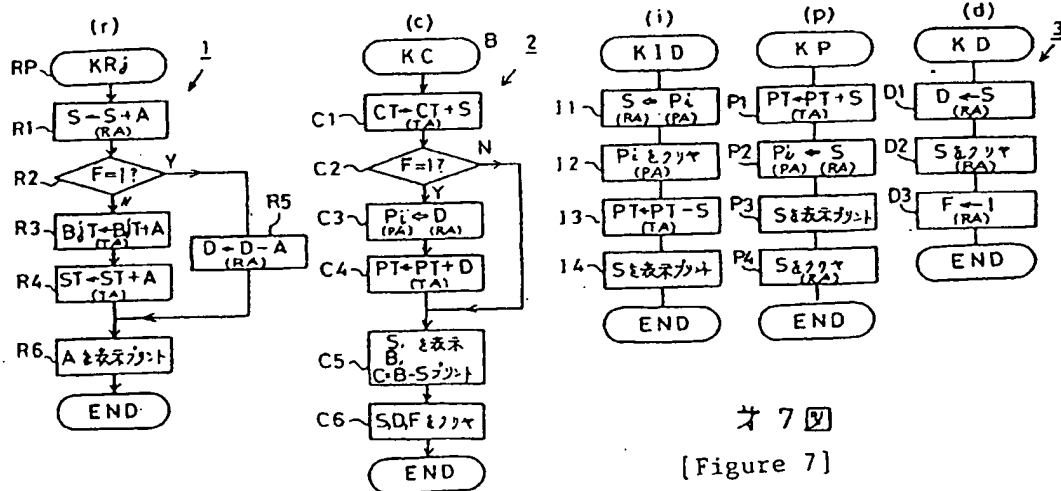 (r)
1
RP
KRj
R1
S←S+A
(RA)
R2
F=1?
Y
N
R3
BjT←BjT+A
(TA)
R5
D←D-A
(RA)
R4
ST←ST+A
(TA)
R6
Aを表示プリント
END
(c)
B
2
KC
C1
CT←CT+S
(TA)
C2
F=1?
N
Y
C3
Pi⇐D
(PA) (RA)
C4
PT←PT+D
(TA)
C5
S, を表示
B,
C=B-Sプリント
C6
S,D,Fをクリヤ
END
(i)
KID
I1
S⇐Pi
(RA) (PA)
I2
Piをクリヤ
(PA)
I3
PT←PT-S
(TA)
I4
Sを表示プリント
END
(p)
KP
P1
PT←PT+S
(TA)
P2
Pi⇐S
(PA) (RA)
P3
Sを表示プリント
P4
Sをクリヤ
(RA)
END
(d)
3
KD
D1
D⇐S
(RA)
D2
Sをクリヤ
(RA)
D3
F←1
(RA)
END
才7図
[Figure 7]